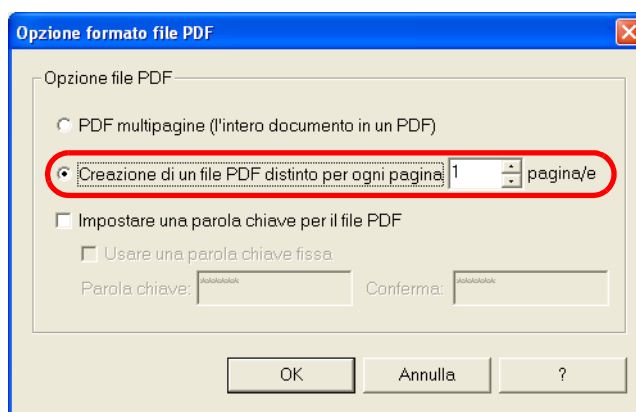 Opzione formato file PDF
Opzione file PDF
PDF multipagine (l'intero documento in un PDF)
Creazione di un file PDF distinto per ogni pagina 1 pagina/e
Impostare una parola chiave per il file PDF
Usare una parola chiave fissa
Parola chiave: ******** Conferma: ********
OK Annulla ?